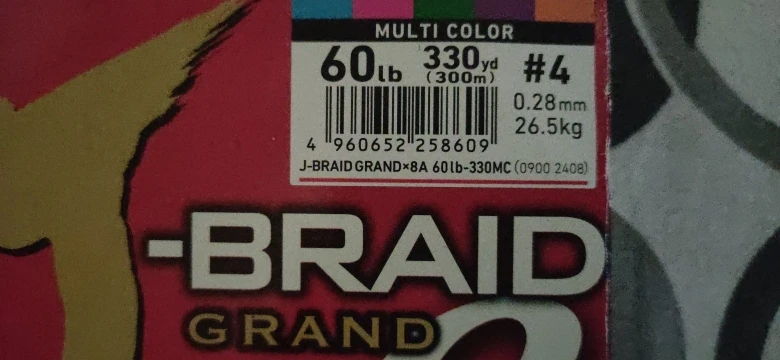 MULTI COLOR
60lb 330yd (300m) #4
0.28mm
26.5kg
4 960652 258609
J-BRAID GRAND×8A 60lb-330MC (0900 2408)
J-BRAID
GRAND